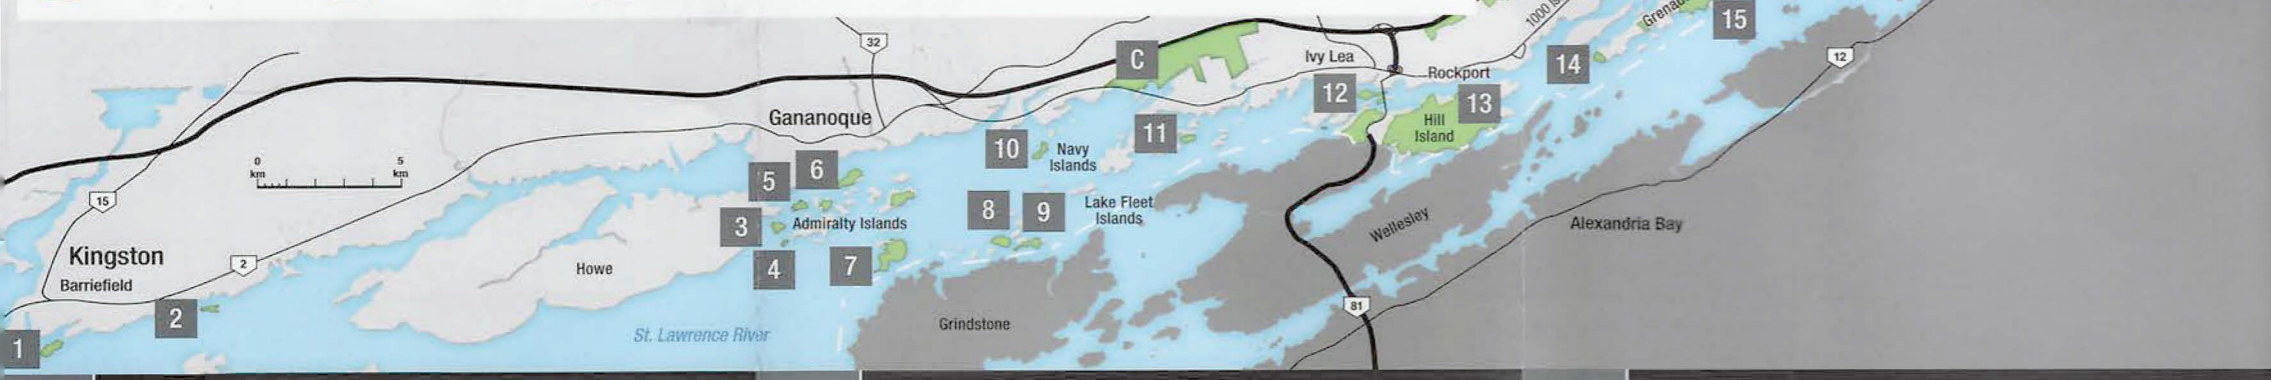 15
1000 Is
Grenad
32
C
Ivy Lea
14
12
Rockport
12
13
Gananoque
Hill
Island
11
10
Navy
Islands
0
km
5
km
6
5
15
8
9
Lake Fleet
Islands
3
Admiralty Islands
Wellesley
Alexandria Bay
Kingston
2
Howe
4
7
Barriefield
81
2
Grindstone
St. Lawrence River
1